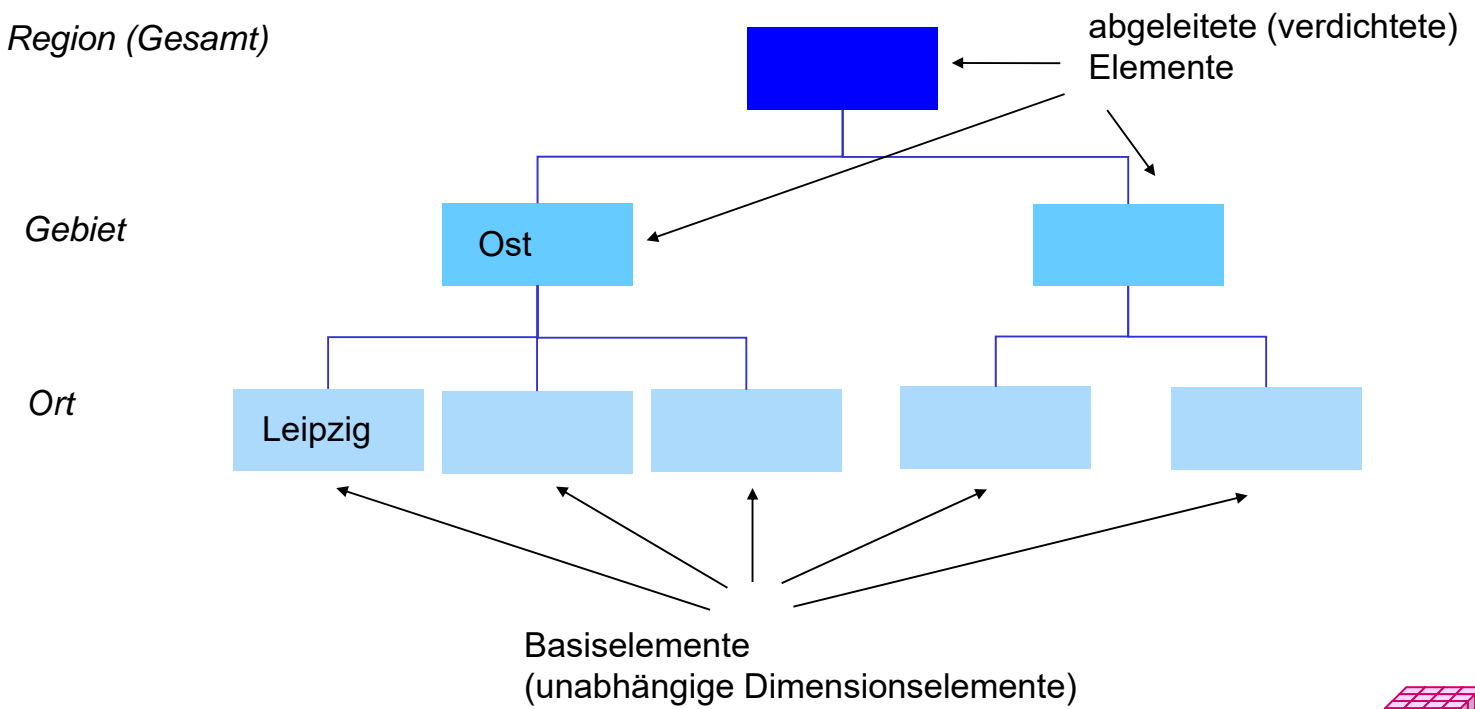 Region (Gesamt)
abgeleitete (verdichtete)
Elemente
Gebiet
Ost
Ort
Leipzig
Basiselemente
(unabhängige Dimensionselemente)